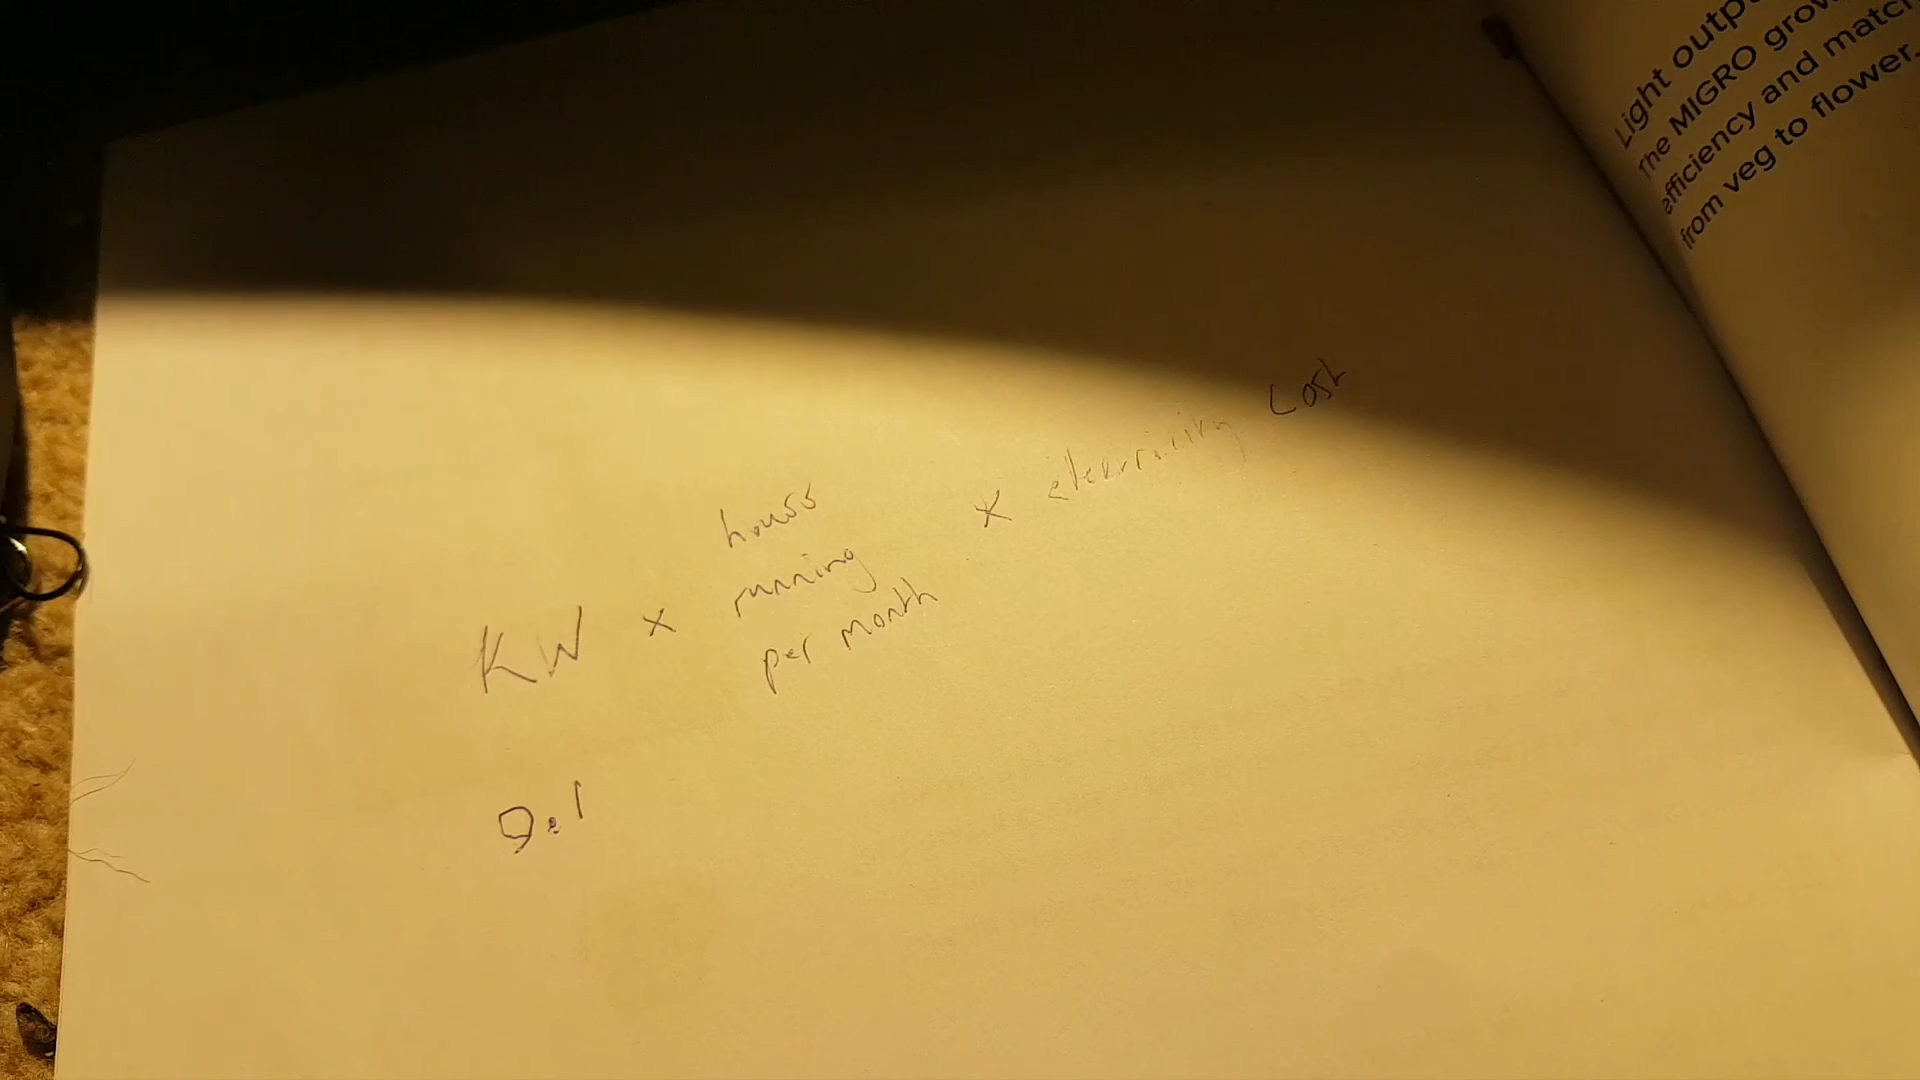 Light outp
The MIGRO grow
efficiency and match
from veg to flower.
KW x hours running per month x electricity Cost
0.1